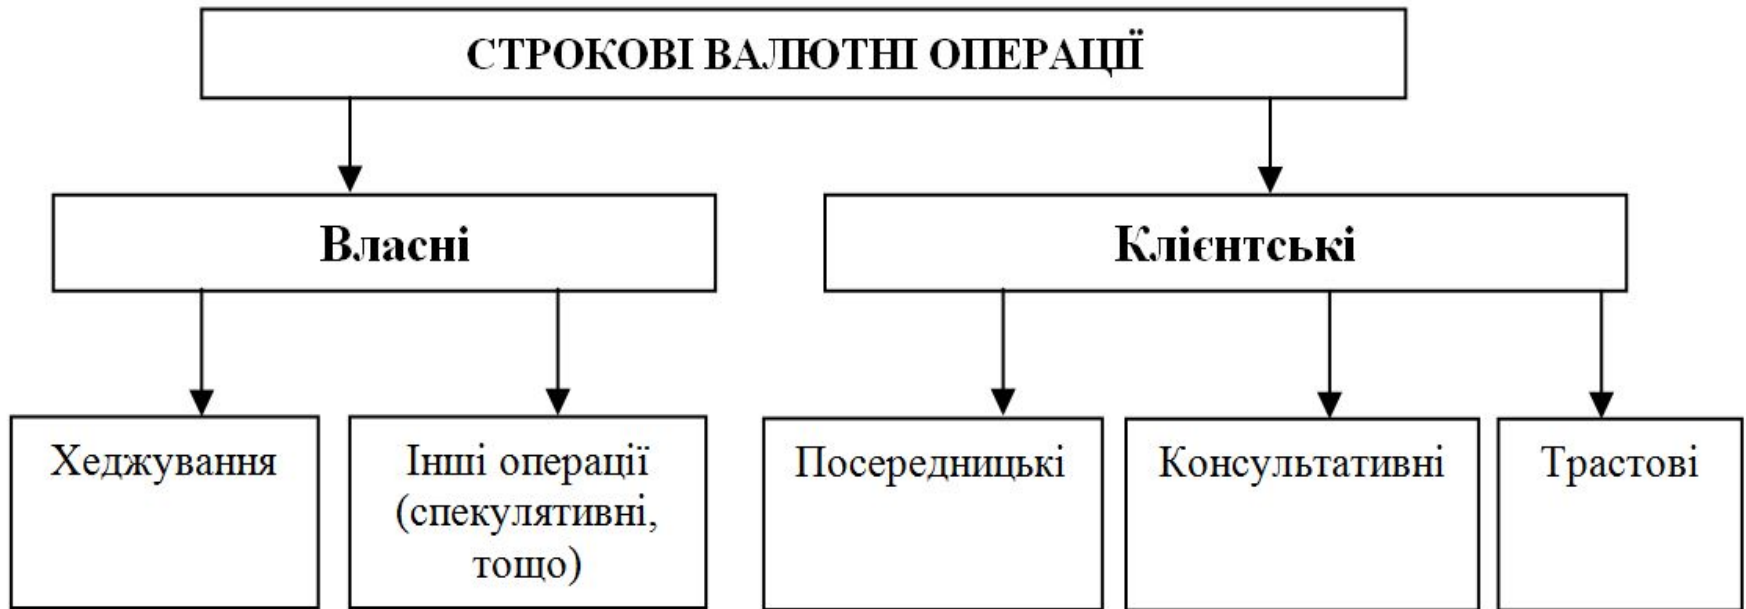 СТРОКОВІ ВАЛЮТНІ ОПЕРАЦІЇ
Власні
Клієнтські
Хеджування
Інші операції
(спекулятивні,
тощо)
Посередницькі
Консультативні
Трастові